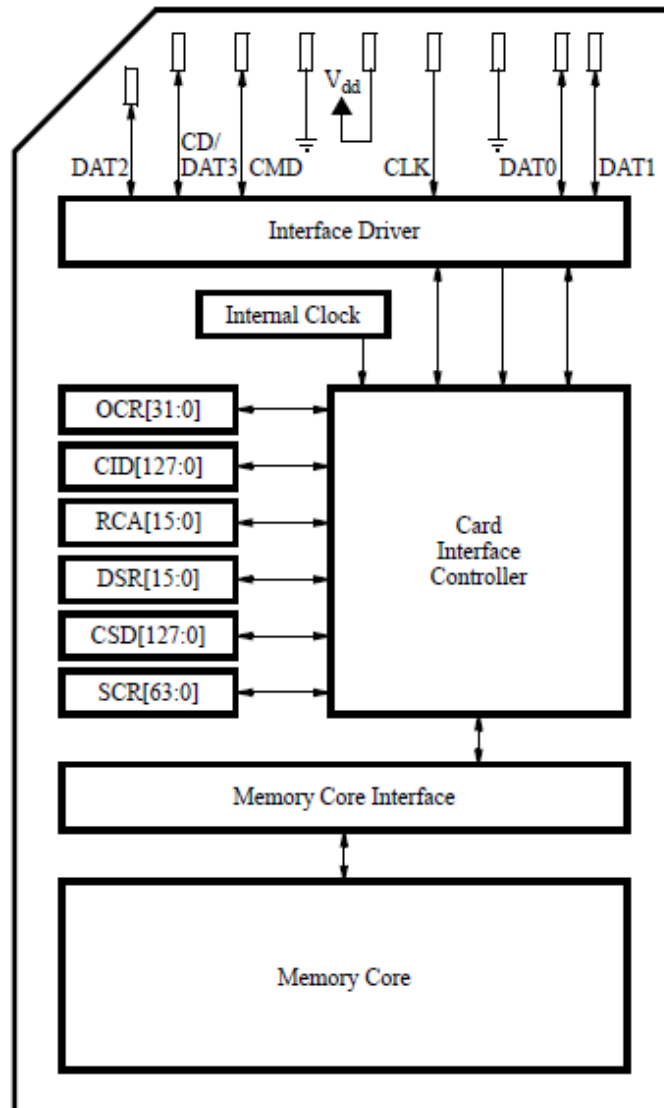 V_dd
CD/
DAT2 DAT3 CMD CLK DAT0 DAT1
Interface Driver
Internal Clock
OCR[31:0]
CID[127:0]
RCA[15:0]
DSR[15:0]
CSD[127:0]
SCR[63:0]
Card
Interface
Controller
Memory Core Interface
Memory Core